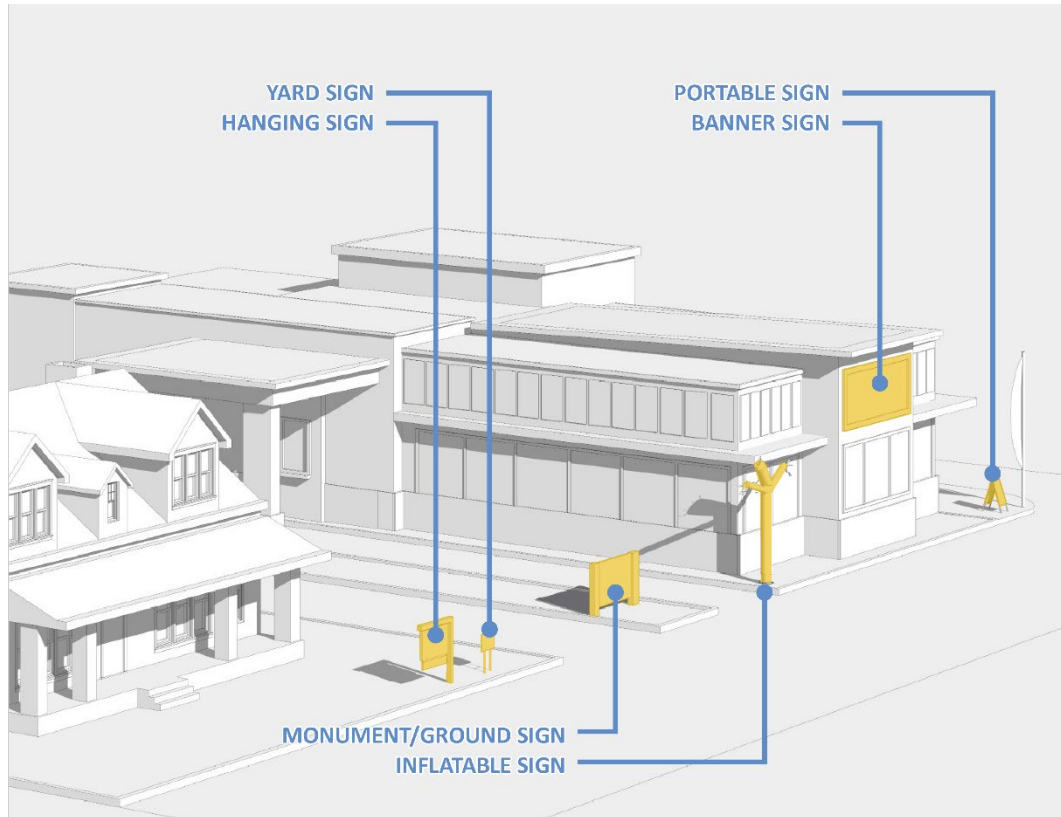 YARD SIGN
HANGING SIGN
PORTABLE SIGN
BANNER SIGN
MONUMENT/GROUND SIGN
INFLATABLE SIGN